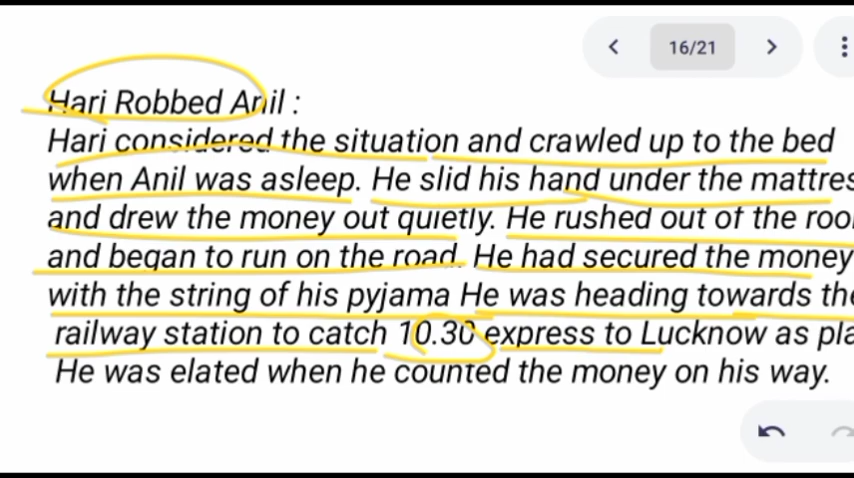 16/21
Hari Robbed Anil :
Hari considered the situation and crawled up to the bed
when Anil was asleep. He slid his hand under the mattres
and drew the money out quietly. He rushed out of the roo
and began to run on the road. He had secured the money
with the string of his pyjama He was heading towards the
railway station to catch 10.30 express to Lucknow as pla
He was elated when he counted the money on his way.